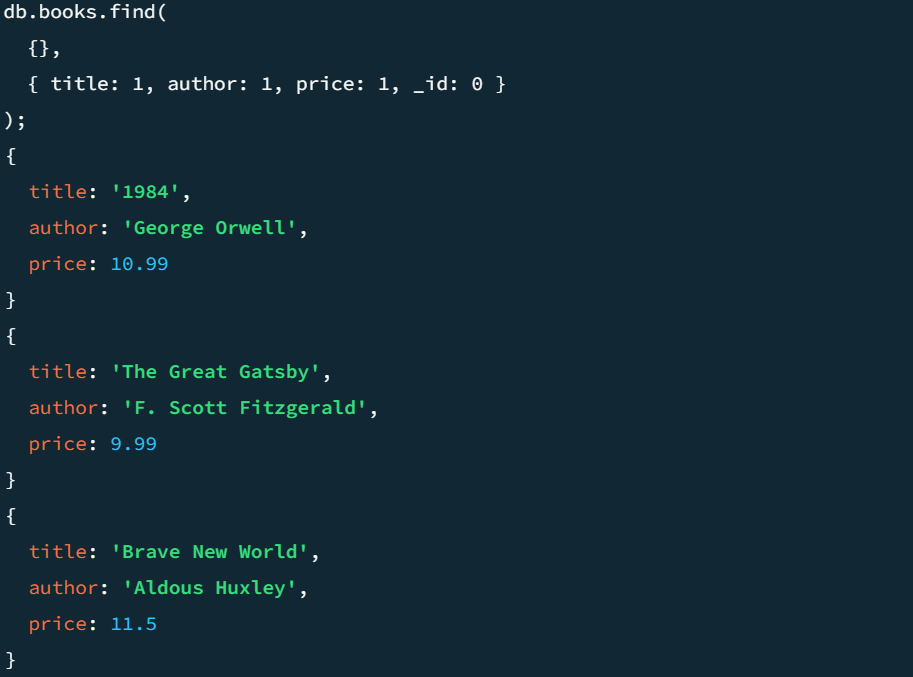 db.books.find(
  {},
  { title: 1, author: 1, price: 1, _id: 0 }
);
{
  title: '1984',
  author: 'George Orwell',
  price: 10.99
}
{
  title: 'The Great Gatsby',
  author: 'F. Scott Fitzgerald',
  price: 9.99
}
{
  title: 'Brave New World',
  author: 'Aldous Huxley',
  price: 11.5
}